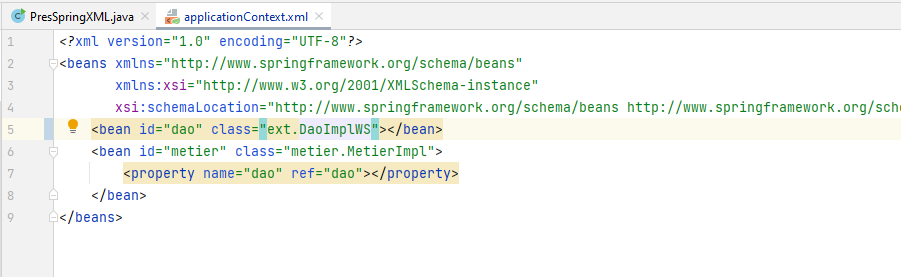 PresSpringXML.java applicationContext.xml
1 <?xml version="1.0" encoding="UTF-8"?>
2 <beans xmlns="http://www.springframework.org/schema/beans"
3 xmlns:xsi="http://www.w3.org/2001/XMLSchema-instance"
4 xsi:schemaLocation="http://www.springframework.org/schema/beans http://www.springframework.org/sche
5 <bean id="dao" class="ext.DaoImplWS"></bean>
6 <bean id="metier" class="metier.MetierImpl">
7 <property name="dao" ref="dao"></property>
8 </bean>
9 </beans>